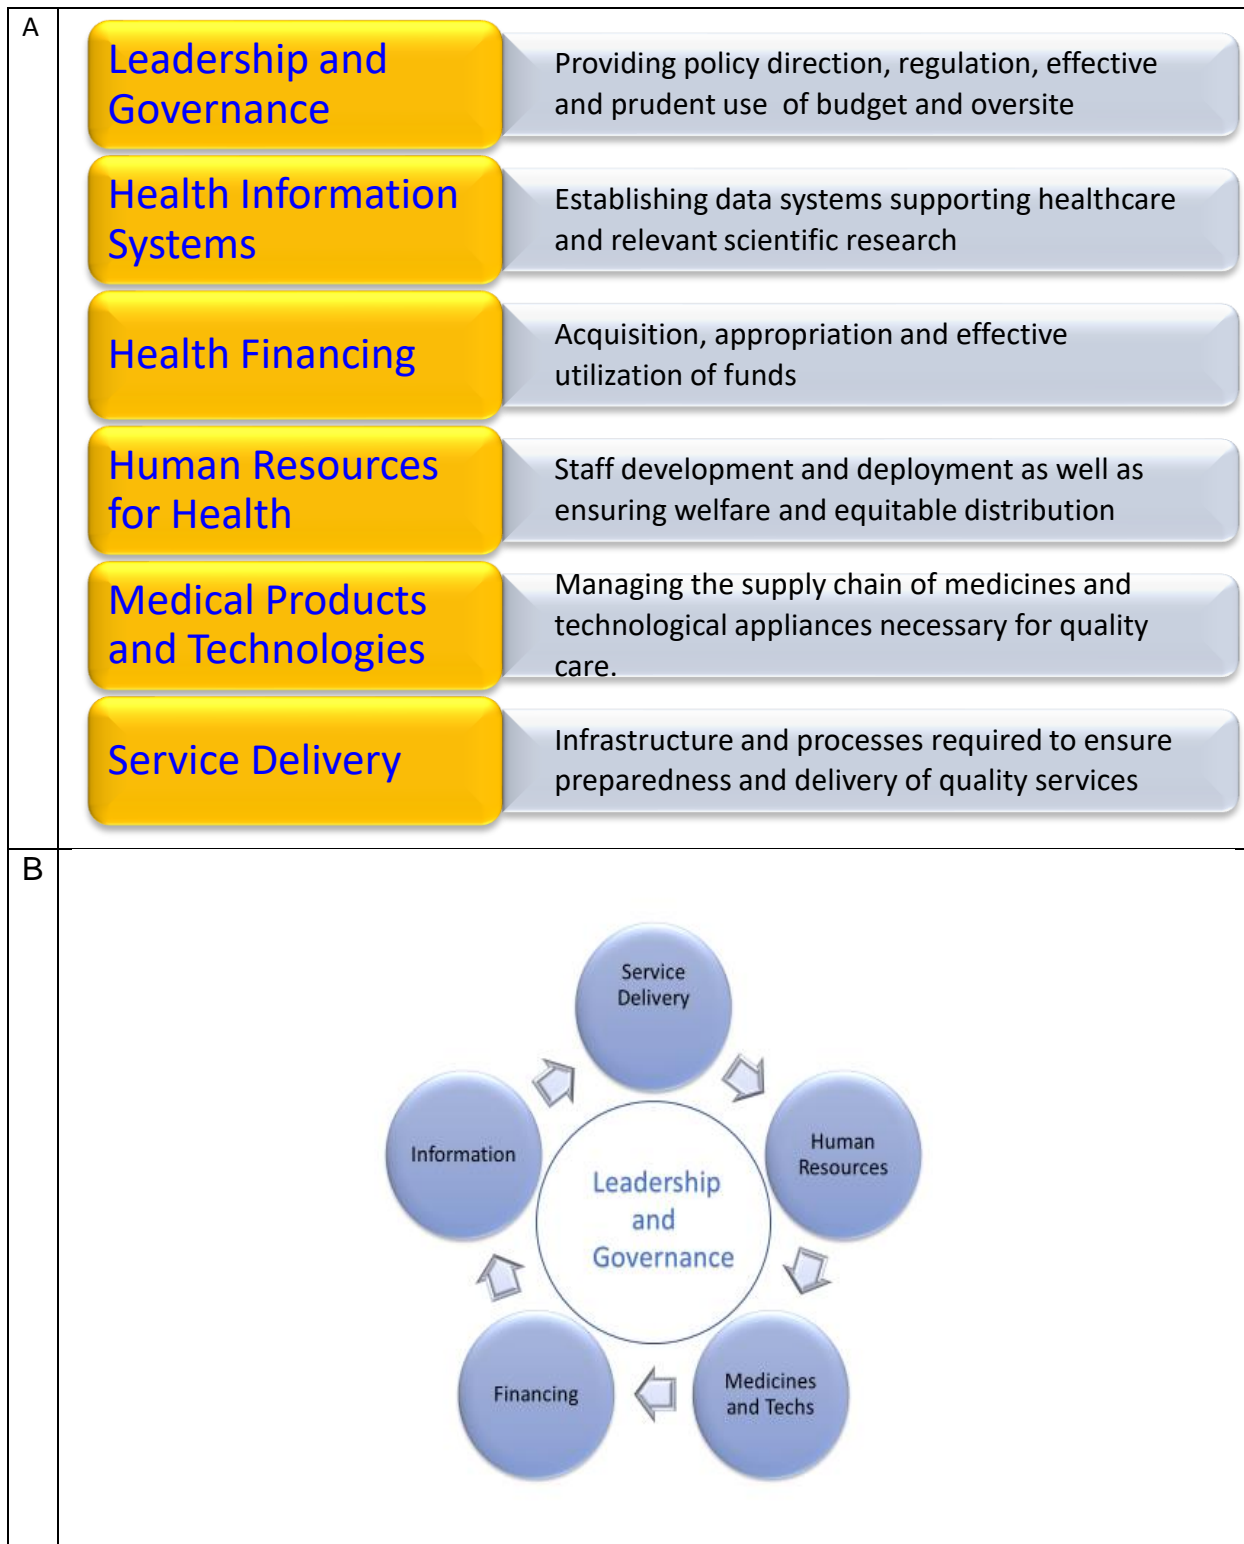 A
Leadership and
Governance
Providing policy direction, regulation, effective
and prudent use of budget and oversite
Health Information
Systems
Establishing data systems supporting healthcare
and relevant scientific research
Health Financing
Acquisition, appropriation and effective
utilization of funds
Human Resources
for Health
Staff development and deployment as well as
ensuring welfare and equitable distribution
Medical Products
and Technologies
Managing the supply chain of medicines and
technological appliances necessary for quality
care.
Service Delivery
Infrastructure and processes required to ensure
preparedness and delivery of quality services
B
Service
Delivery
Human
Resources
Medicines
and Techs
Financing
Information
Leadership
and
Governance